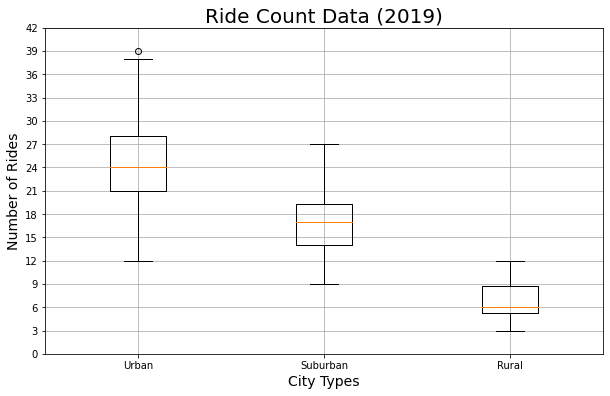 Ride Count Data (2019)
Number of Rides
42
39
36
33
30
27
24
21
18
15
12
9
6
3
0
Urban
Suburban
Rural
City Types